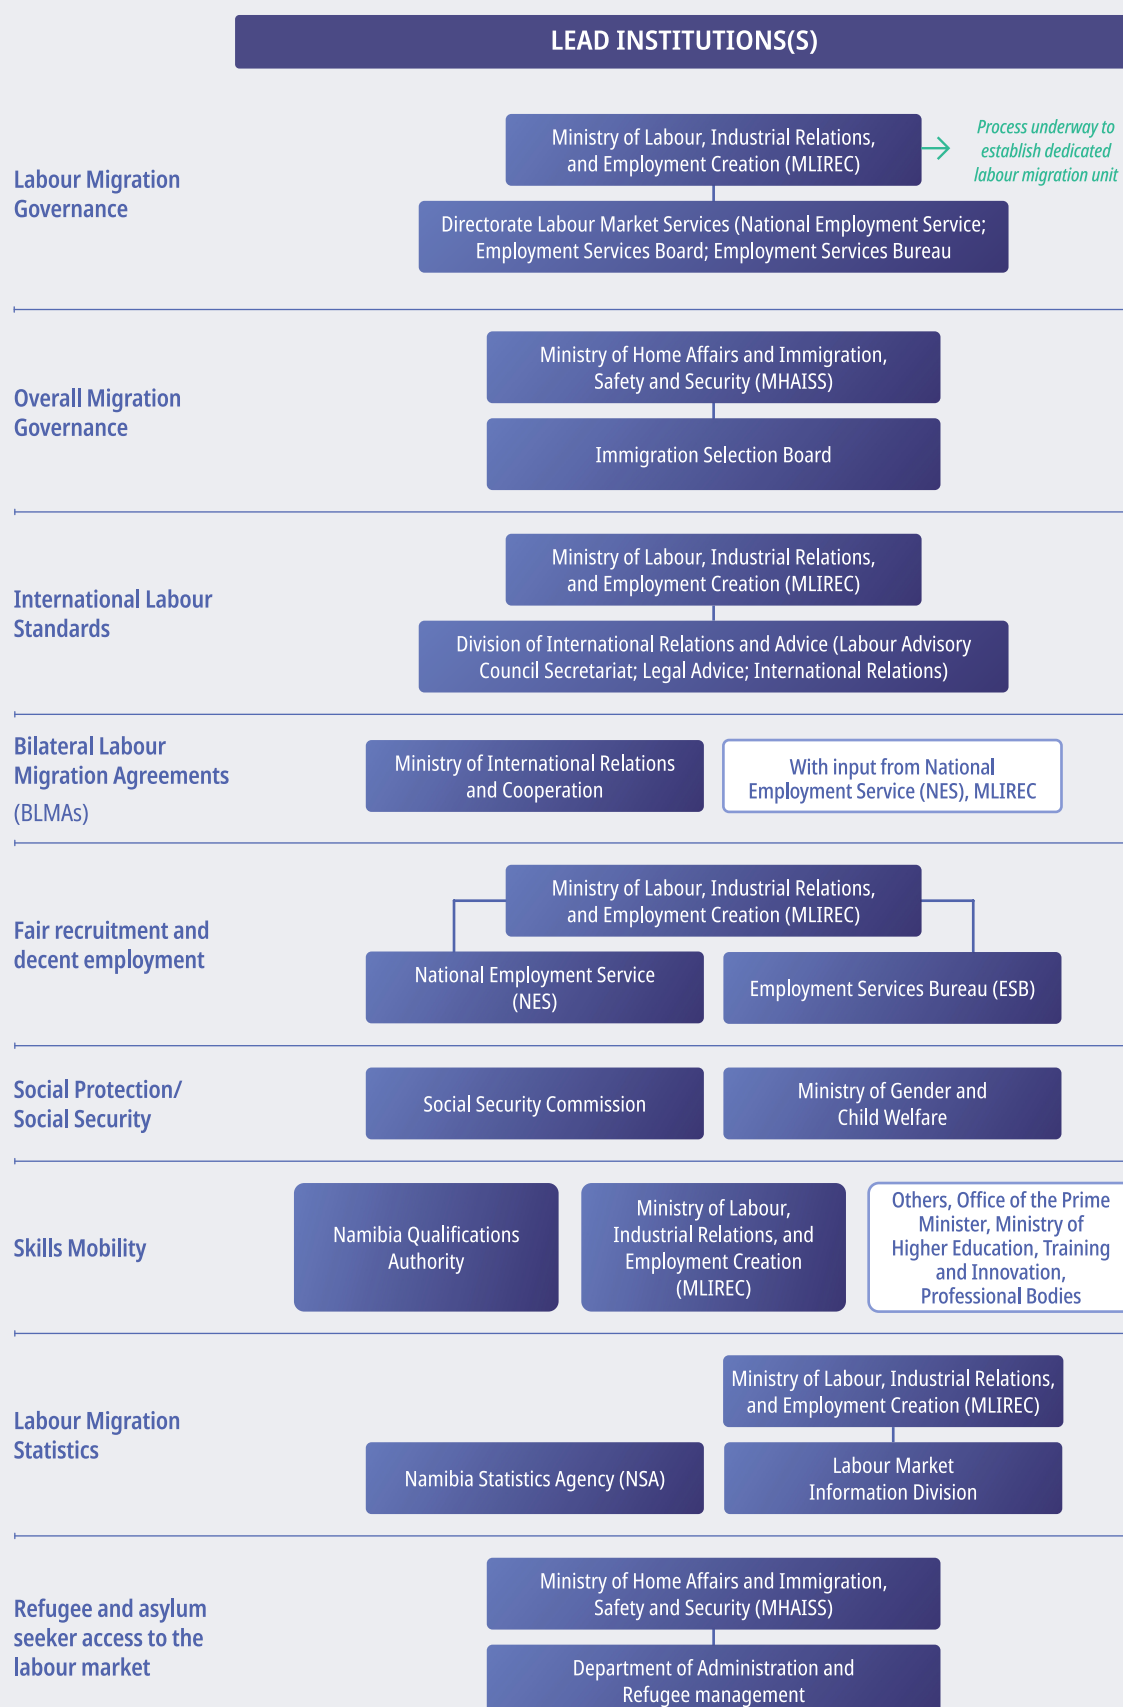 LEAD INSTITUTIONS(S)
Labour Migration
Governance
Ministry of Labour, Industrial Relations,
and Employment Creation (MLIREC)
Process underway to
establish dedicated
labour migration unit
Directorate Labour Market Services (National Employment Service;
Employment Services Board; Employment Services Bureau
Overall Migration
Governance
Ministry of Home Affairs and Immigration,
Safety and Security (MHAISS)
Immigration Selection Board
International Labour
Standards
Ministry of Labour, Industrial Relations,
and Employment Creation (MLIREC)
Division of International Relations and Advice (Labour Advisory
Council Secretariat; Legal Advice; International Relations)
Bilateral Labour
Migration Agreements
(BLMAs)
Ministry of International Relations
and Cooperation
With input from National
Employment Service (NES), MLIREC
Fair recruitment and
decent employment
Ministry of Labour, Industrial Relations,
and Employment Creation (MLIREC)
National Employment Service
(NES)
Employment Services Bureau (ESB)
Social Protection/
Social Security
Social Security Commission
Ministry of Gender and
Child Welfare
Skills Mobility
Namibia Qualifications
Authority
Ministry of Labour,
Industrial Relations, and
Employment Creation
(MLIREC)
Others, Office of the Prime
Minister, Ministry of
Higher Education, Training
and Innovation,
Professional Bodies
Labour Migration
Statistics
Namibia Statistics Agency (NSA)
Ministry of Labour, Industrial Relations,
and Employment Creation (MLIREC)
Labour Market
Information Division
Refugee and asylum
seeker access to the
labour market
Ministry of Home Affairs and Immigration,
Safety and Security (MHAISS)
Department of Administration and
Refugee management